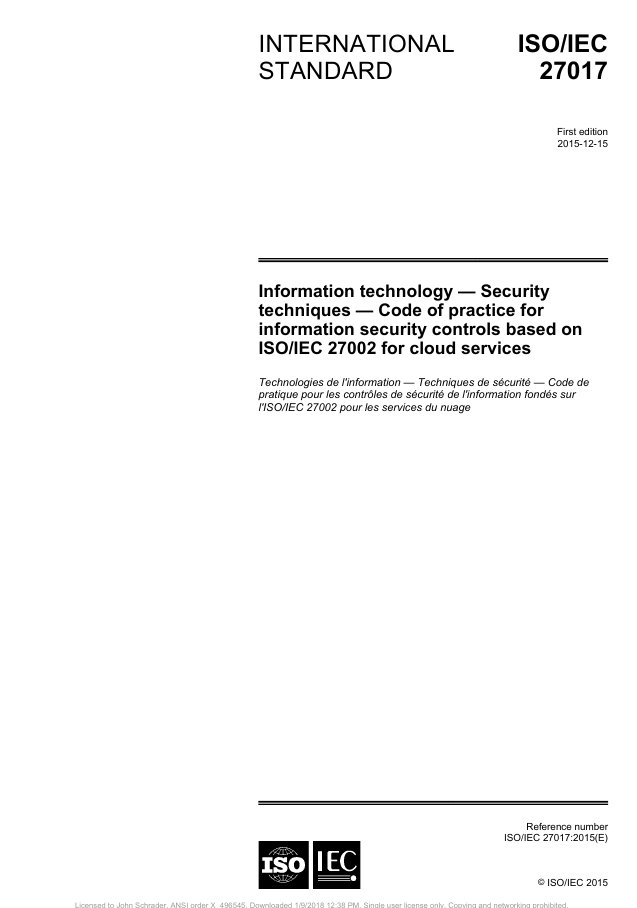 INTERNATIONAL STANDARD
ISO/IEC 27017
First edition
2015-12-15
Information technology — Security
techniques — Code of practice for
information security controls based on
ISO/IEC 27002 for cloud services
Technologies de l'information — Techniques de sécurité — Code de
pratique pour les contrôles de sécurité de l'information fondés sur
l'ISO/IEC 27002 pour les services du nuage
Reference number
ISO/IEC 27017:2015(E)
ISO IEC
© ISO/IEC 2015
Licensed to John Schrader. ANSI order X_496545. Downloaded 1/9/2018 12:38 PM. Single user license only. Copying and networking prohibited.